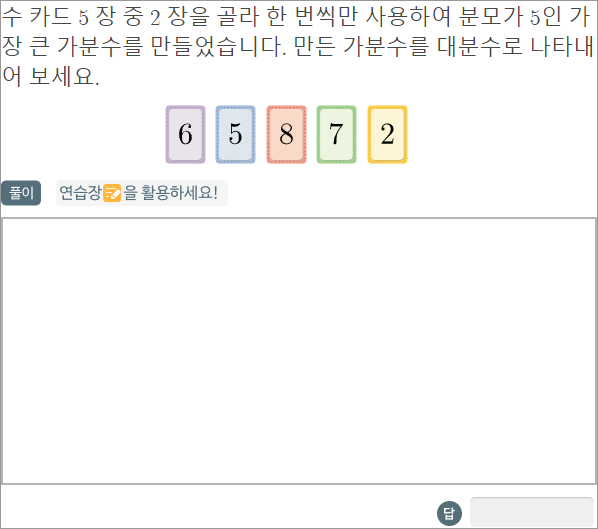 수 카드 5 장 중 2 장을 골라 한 번씩만 사용하여 분모가 5인 가
장 큰 가분수를 만들었습니다. 만든 가분수를 대분수로 나타내
어 보세요.
6 5 8 7 2
풀이 연습장을 활용하세요!
답